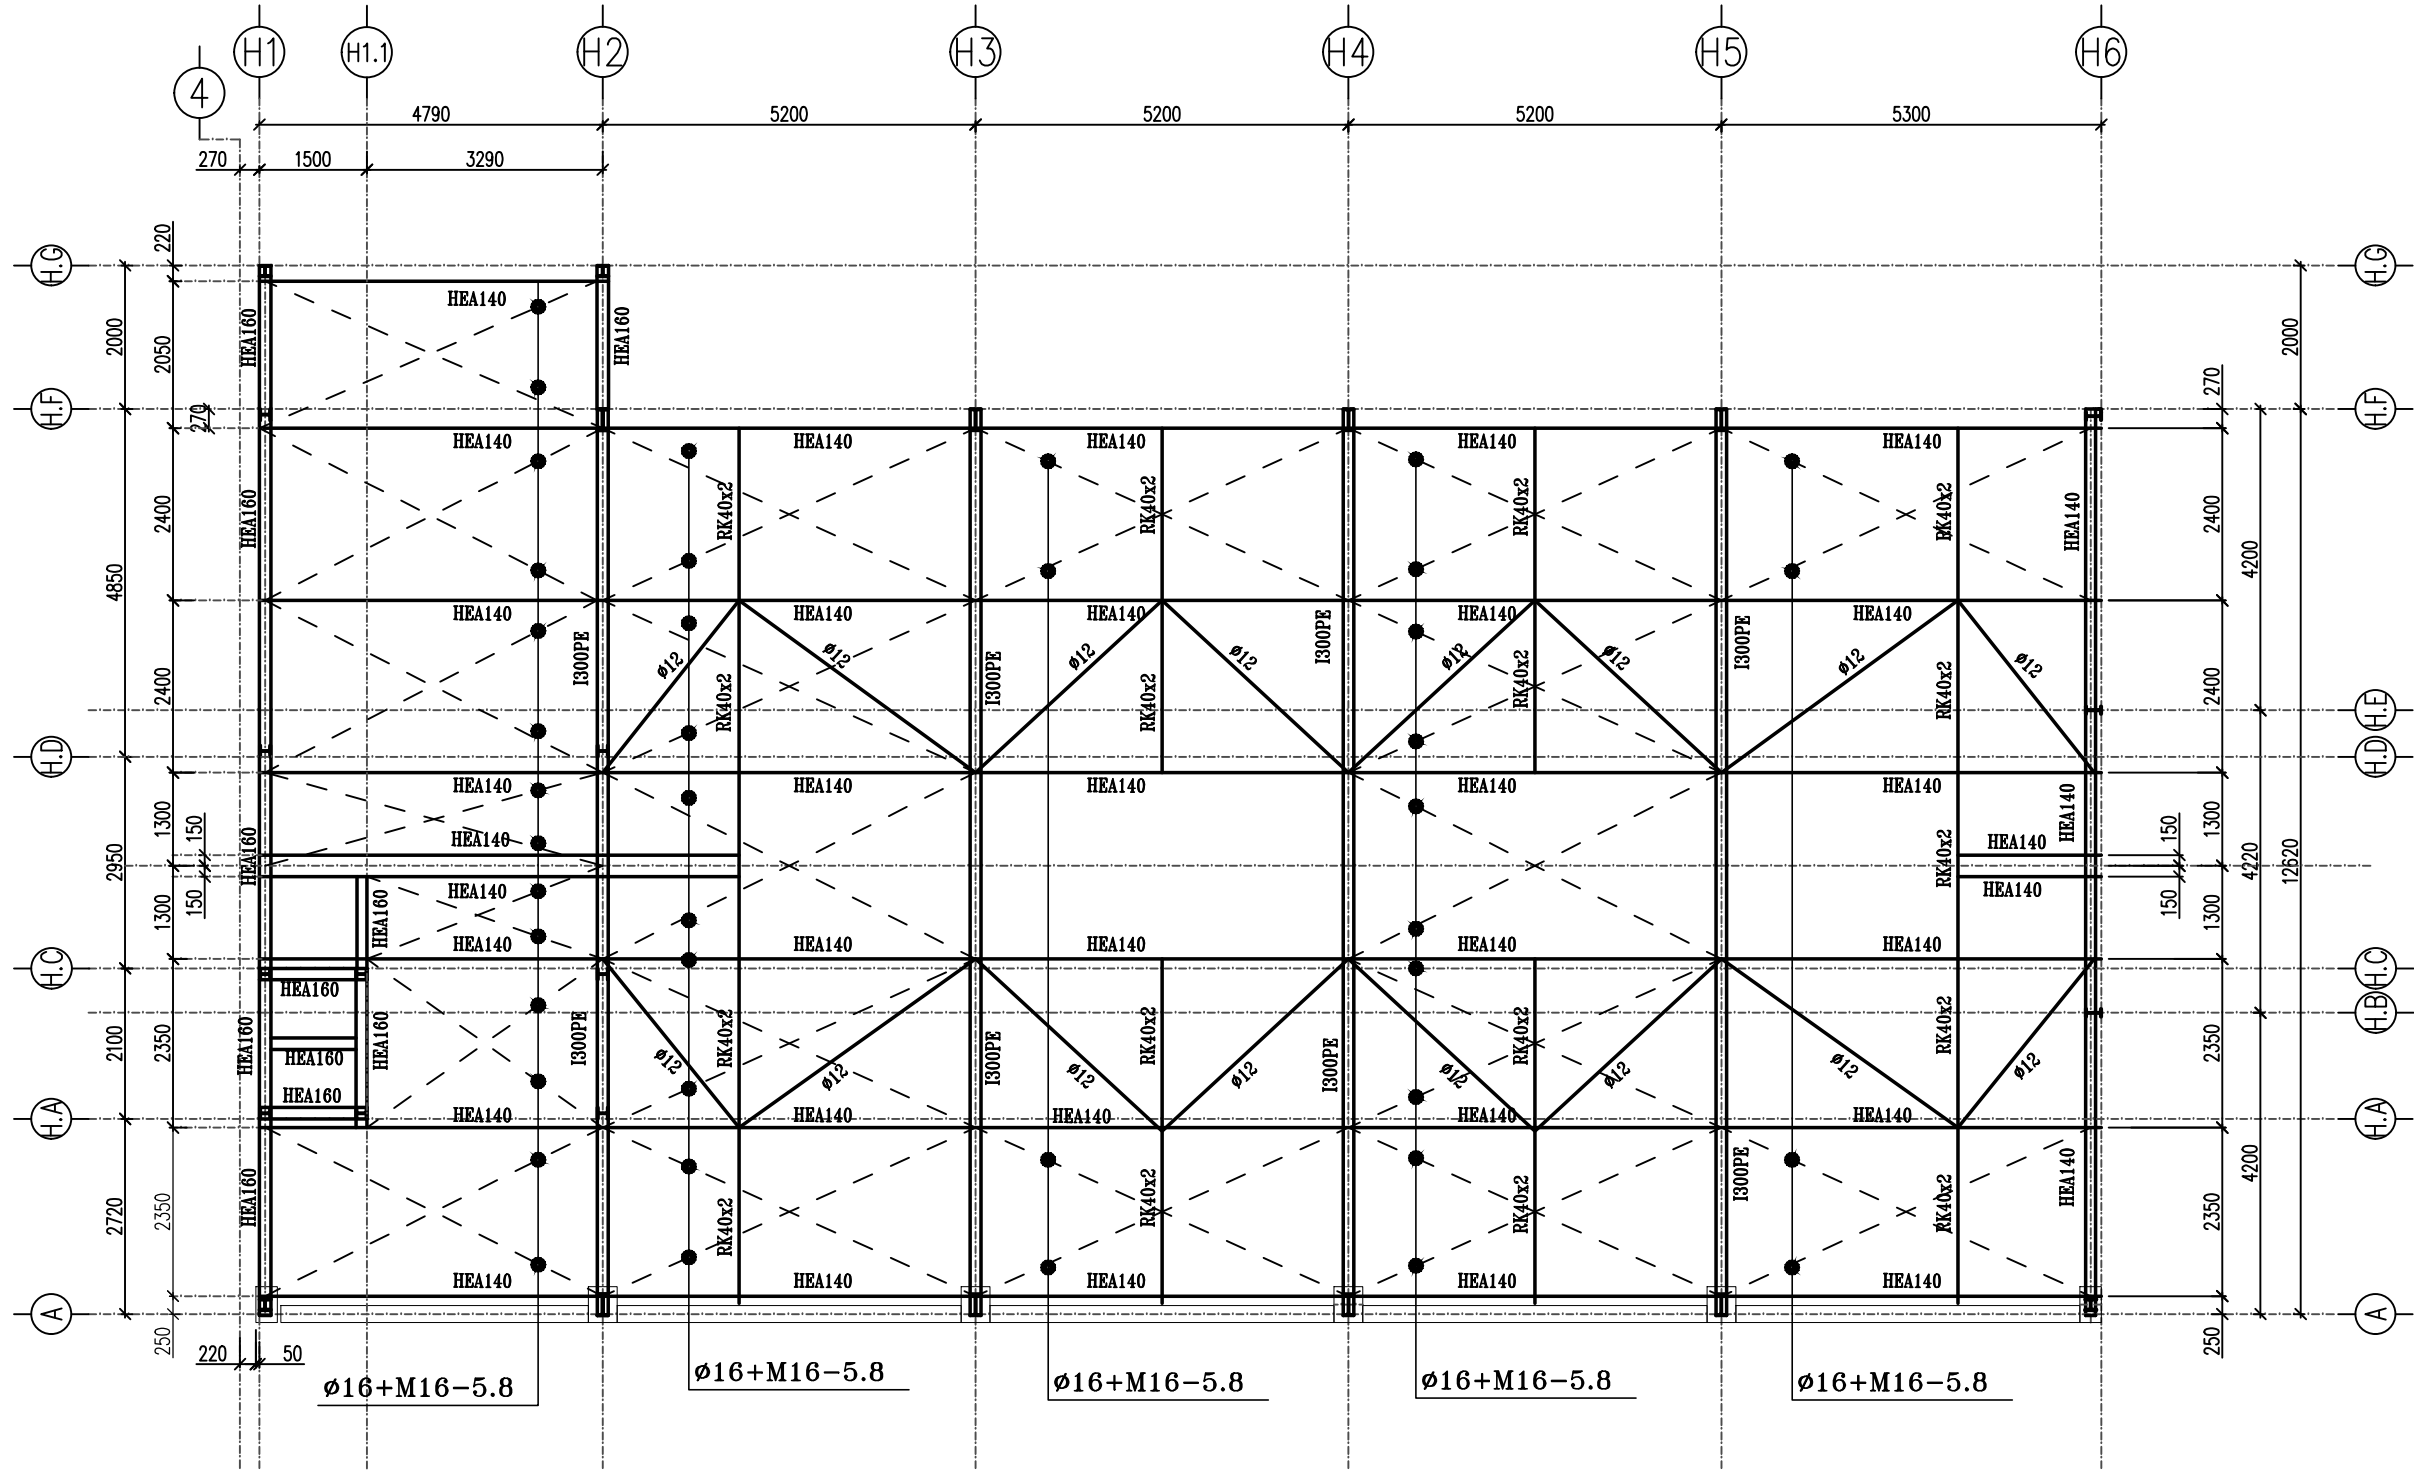 H1
H1.1
H2
H3
H4
H5
H6
4
4790
5200
5200
5200
5300
270
1500
3290
H.G
H.G
220
2000
2050
HEA160
HEA140
HEA160
2000
H.F
270
270
H.F
HEA140
HEA140
HEA140
HEA140
HEA140
4850
2400
HEA160
RK40x2
RK40x2
RK40x2
RK40x2
HEA140
2400
4200
HEA140
HEA140
HEA140
HEA140
HEA140
2400
I300PE
ø12
ø12
I300PE
ø12
ø12
I300PE
ø12
ø12
I300PE
ø12
ø12
RK40x2
RK40x2
RK40x2
RK40x2
2400
H.E
H.D
H.D
HEA140
HEA140
HEA140
HEA140
HEA140
2950
1300
150
HEA160
HEA140
RK40x2
HEA140
HEA140
150
1300
4220
12620
150
1300
HEA160
HEA140
HEA140
150
1300
HEA140
HEA140
HEA140
HEA140
H.C
H.C
HEA160
H.B
2100
2350
HEA160
HEA160
HEA160
HEA160
I300PE
ø12
RK40x2
ø12
I300PE
ø12
RK40x2
ø12
I300PE
ø12
RK40x2
ø12
ø12
RK40x2
ø12
2350
H.A
HEA140
HEA140
HEA140
HEA140
HEA140
H.A
2720
2350
HEA160
RK40x2
RK40x2
RK40x2
I300PE
RK40x2
HEA140
2350
4200
HEA140
HEA140
HEA140
HEA140
HEA140
A
A
250
250
220
50
ø16+M16-5.8
ø16+M16-5.8
ø16+M16-5.8
ø16+M16-5.8
ø16+M16-5.8